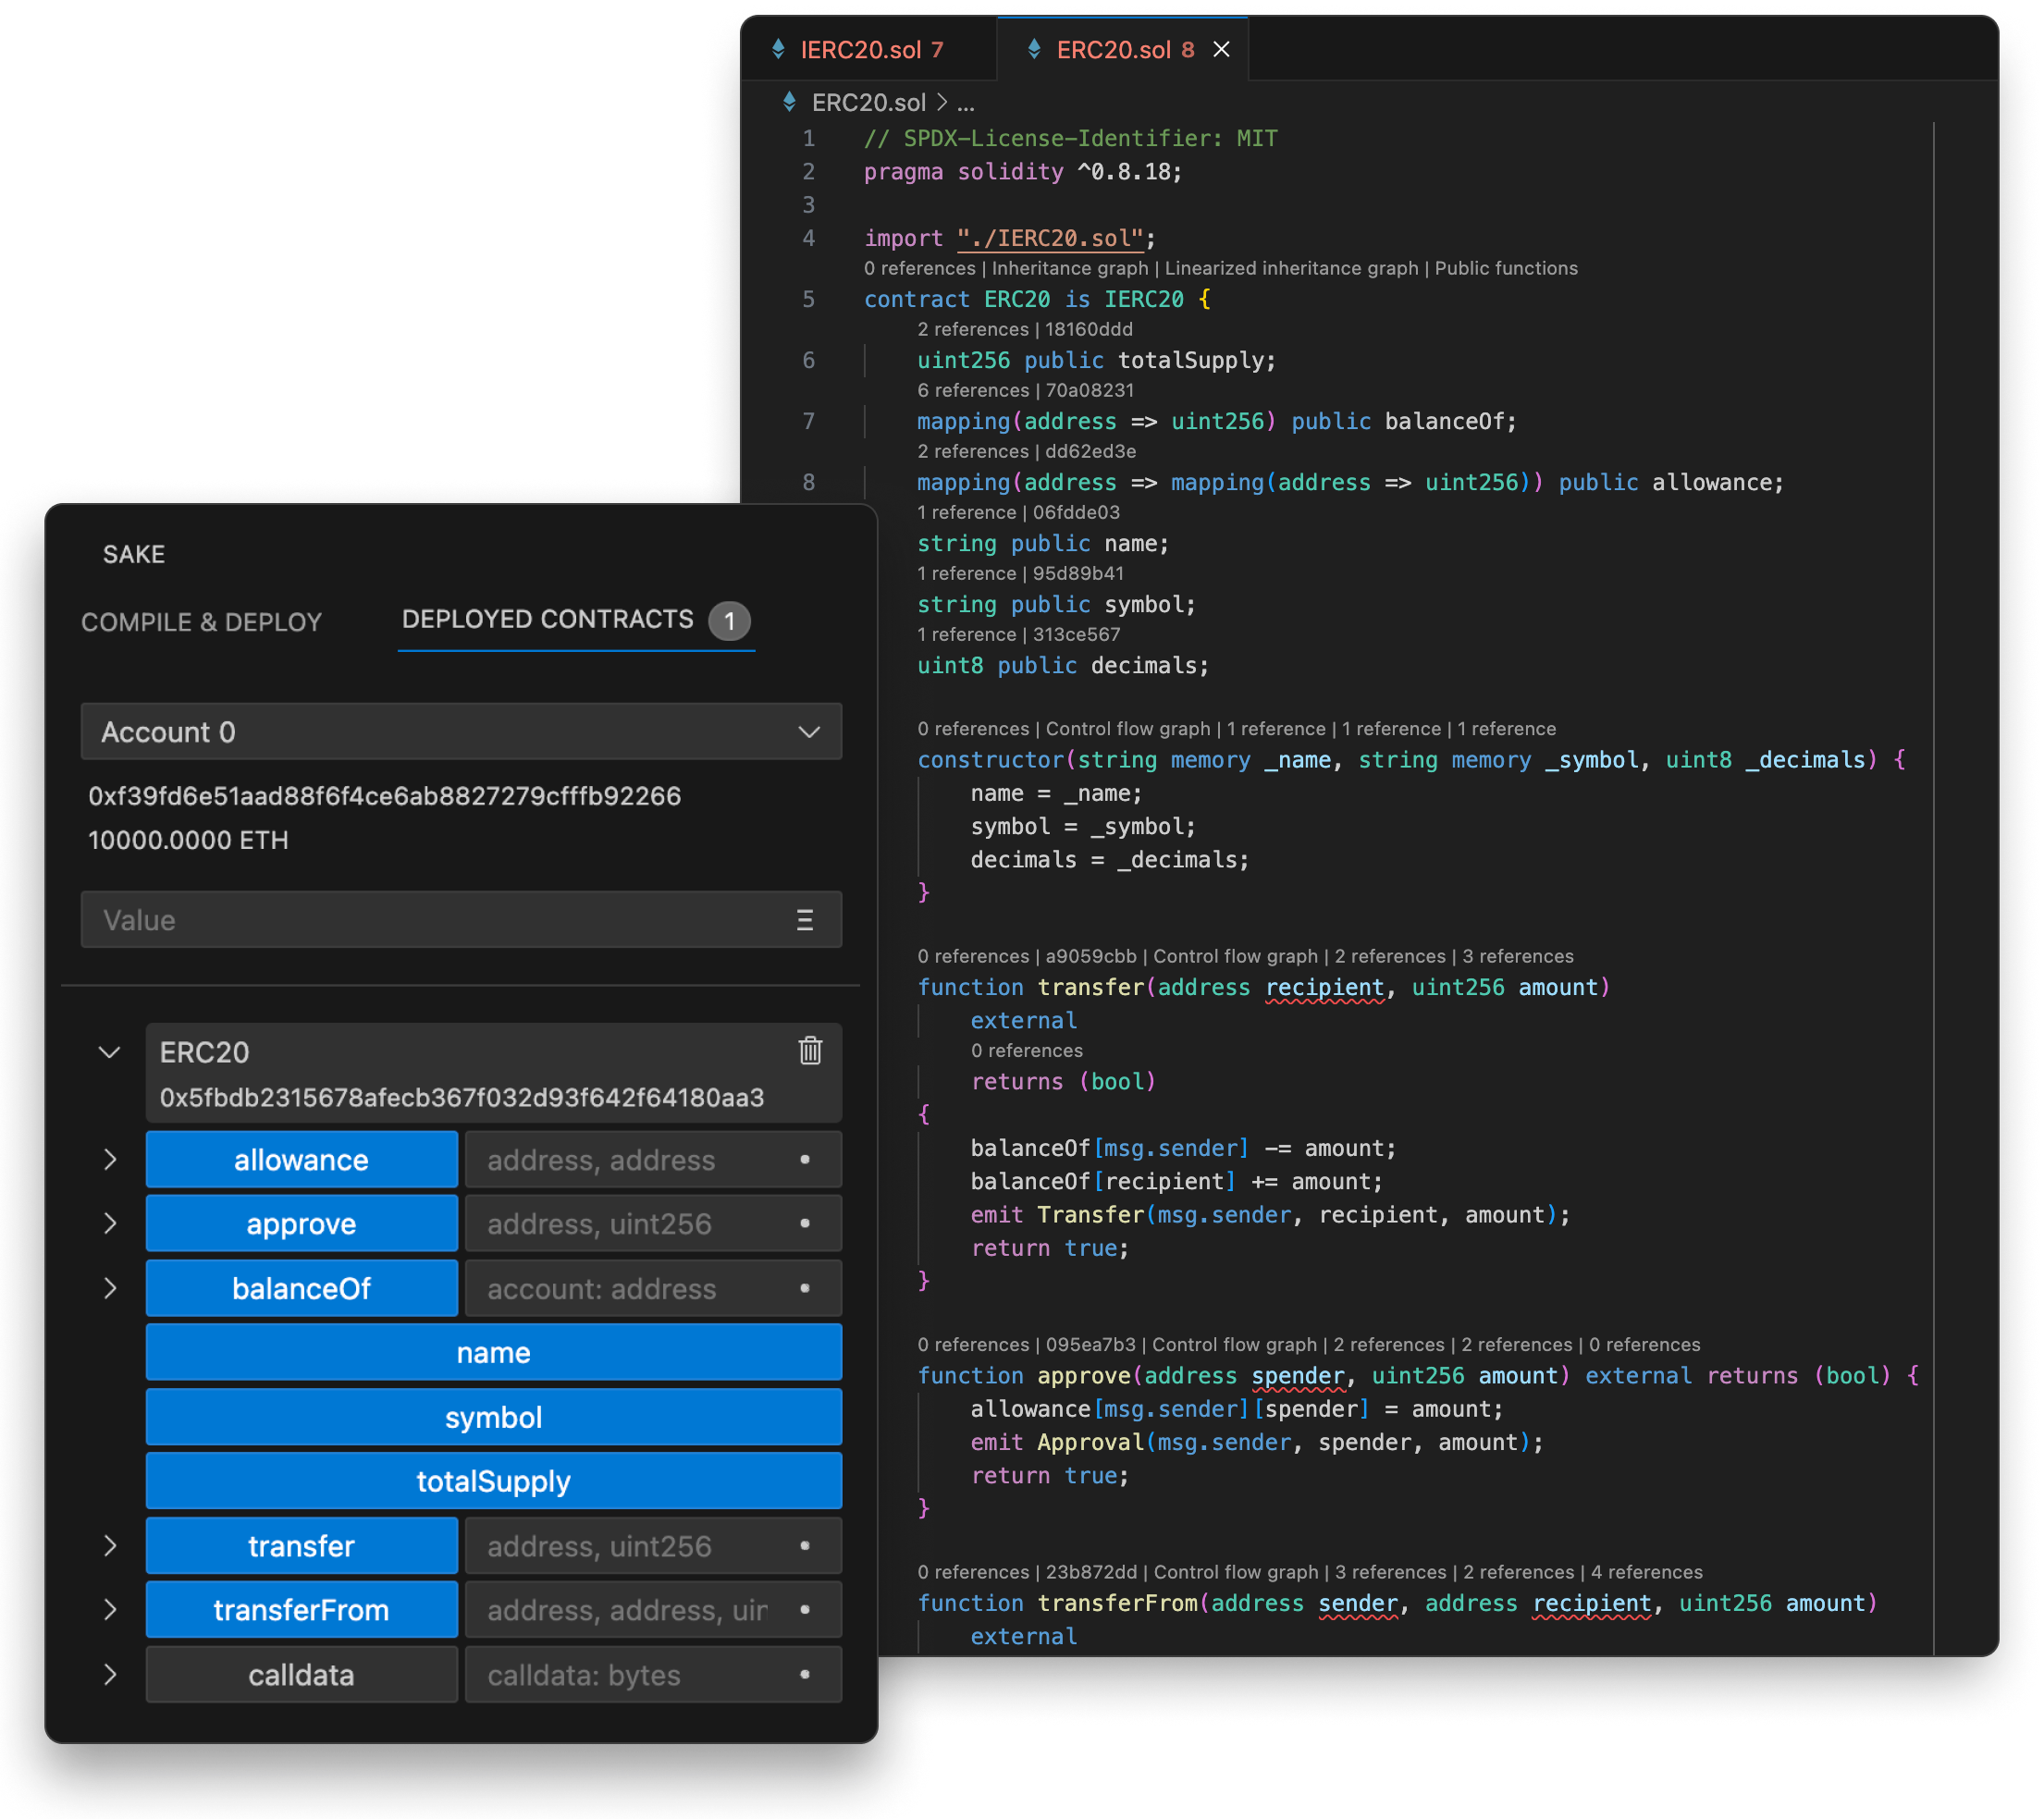 IERC20.sol 7
ERC20.sol 8
ERC20.sol > ...
1 // SPDX-License-Identifier: MIT
2 pragma solidity ^0.8.18;
3
4 import "./IERC20.sol";
0 references | Inheritance graph | Linearized inheritance graph | Public functions
5 contract ERC20 is IERC20 {
2 references | 18160ddd
6 uint256 public totalSupply;
6 references | 70a08231
7 mapping(address => uint256) public balanceOf;
2 references | dd62ed3e
8 mapping(address => mapping(address => uint256)) public allowance;
1 reference | 06fdde03
string public name;
1 reference | 95d89b41
string public symbol;
1 reference | 313ce567
uint8 public decimals;
0 references | Control flow graph | 1 reference | 1 reference | 1 reference
constructor(string memory _name, string memory _symbol, uint8 _decimals) {
name = _name;
symbol = _symbol;
decimals = _decimals;
}
0 references | a9059cbb | Control flow graph | 2 references | 3 references
function transfer(address recipient, uint256 amount)
external
0 references
returns (bool)
{
balanceOf[msg.sender] -= amount;
balanceOf[recipient] += amount;
emit Transfer(msg.sender, recipient, amount);
return true;
}
0 references | 095ea7b3 | Control flow graph | 2 references | 2 references | 0 references
function approve(address spender, uint256 amount) external returns (bool) {
allowance[msg.sender][spender] = amount;
emit Approval(msg.sender, spender, amount);
return true;
}
0 references | 23b872dd | Control flow graph | 3 references | 2 references | 4 references
function transferFrom(address sender, address recipient, uint256 amount)
external
SAKE
COMPILE & DEPLOY
DEPLOYED CONTRACTS 1
Account 0
0xf39fd6e51aad88f6f4ce6ab8827279cfffb92266
10000.0000 ETH
Value Ξ
ERC20
0x5fbdb2315678afecb367f032d93f642f64180aa3
allowance address, address
approve address, uint256
balanceOf account: address
name
symbol
totalSupply
transfer address, uint256
transferFrom address, address, uir
calldata calldata: bytes